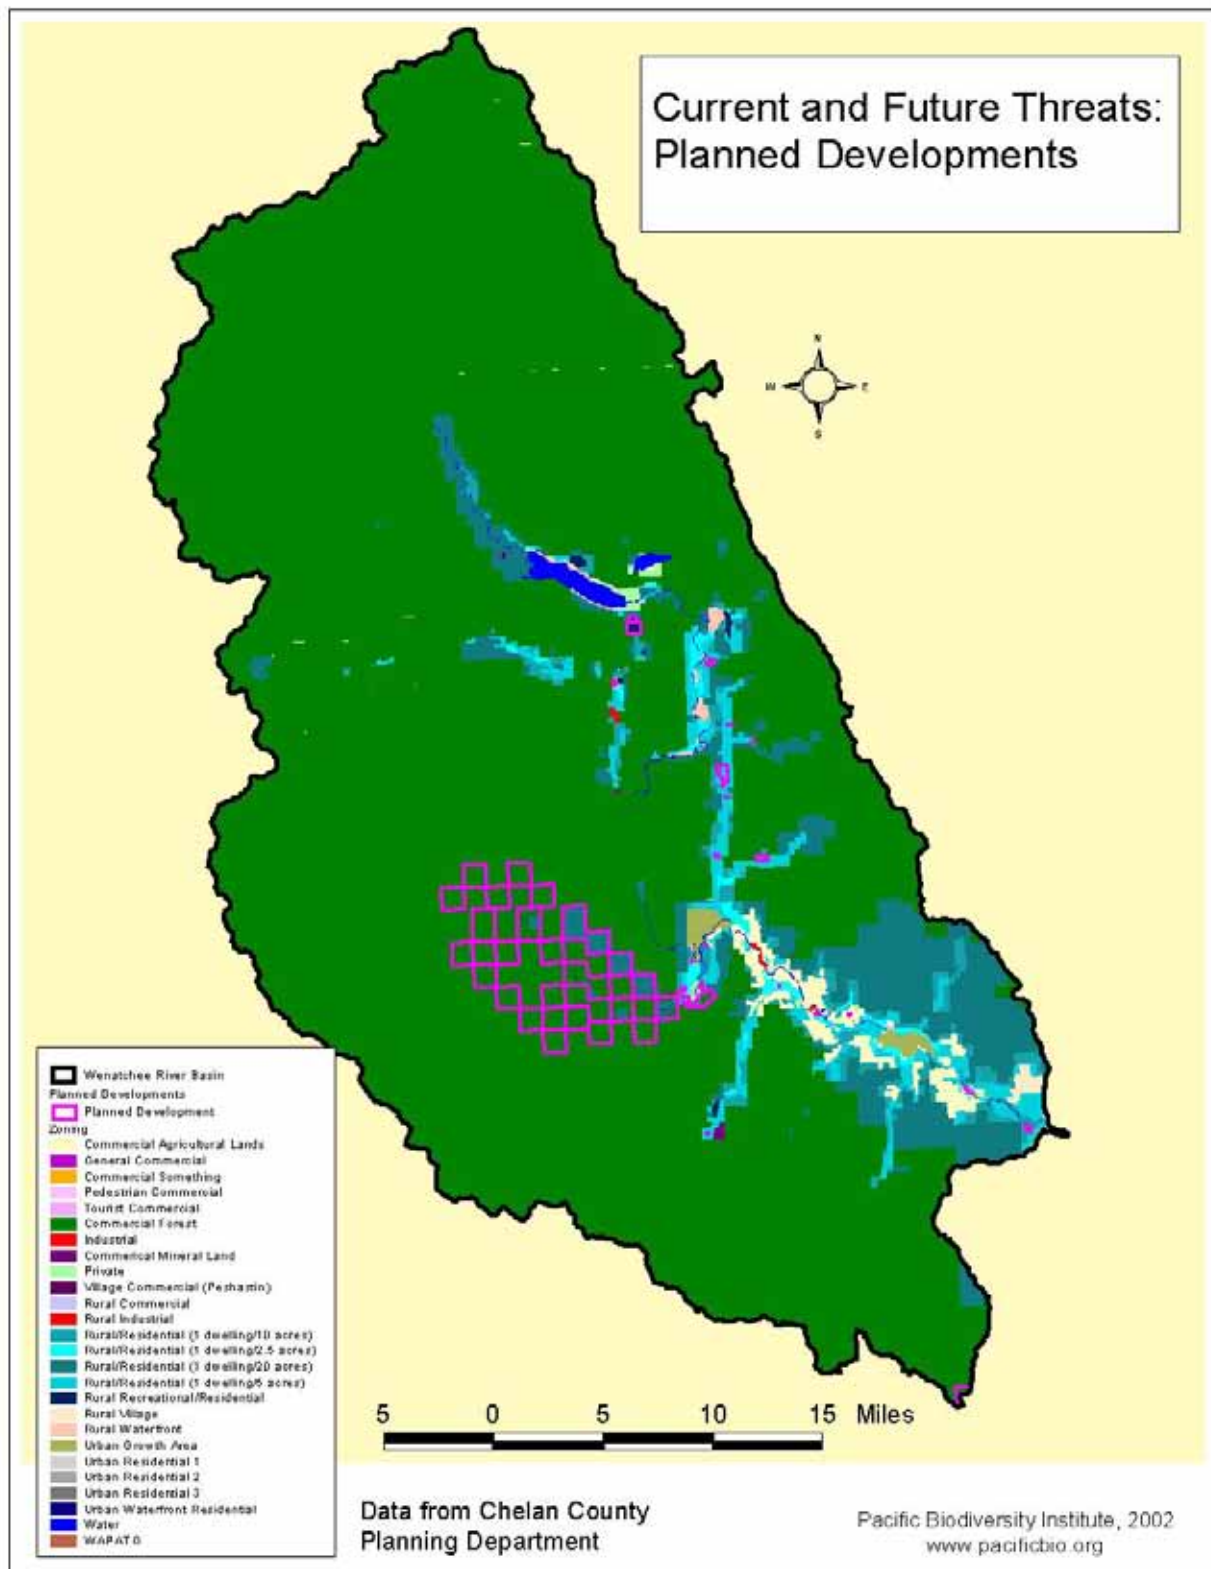 Current and Future Threats:
Planned Developments
N
W E
S
Wenatchee River Basin
Planned Developments
Planned Development
Zoning
Commercial Agricultural Lands
General Commercial
Commercial Something
Pedestrian Commercial
Tourist Commercial
Commercial Forest
Industrial
Commerical Mineral Land
Private
Village Commercial (Peshastin)
Rural Commercial
Rural Industrial
Rural/Residential (1 dwelling/10 acres)
Rural/Residential (1 dwelling/2.5 acres)
Rural/Residential (1 dwelling/20 acres)
Rural/Residential (1 dwelling/5 acres)
Rural Recreational/Residential
Rural Village
Rural Waterfront
Urban Growth Area
Urban Residential 1
Urban Residential 2
Urban Residential 3
Urban Waterfront Residential
Water
WAPATO
5 0 5 10 15 Miles
Data from Chelan County
Planning Department
Pacific Biodiversity Institute, 2002
www.pacificbio.org